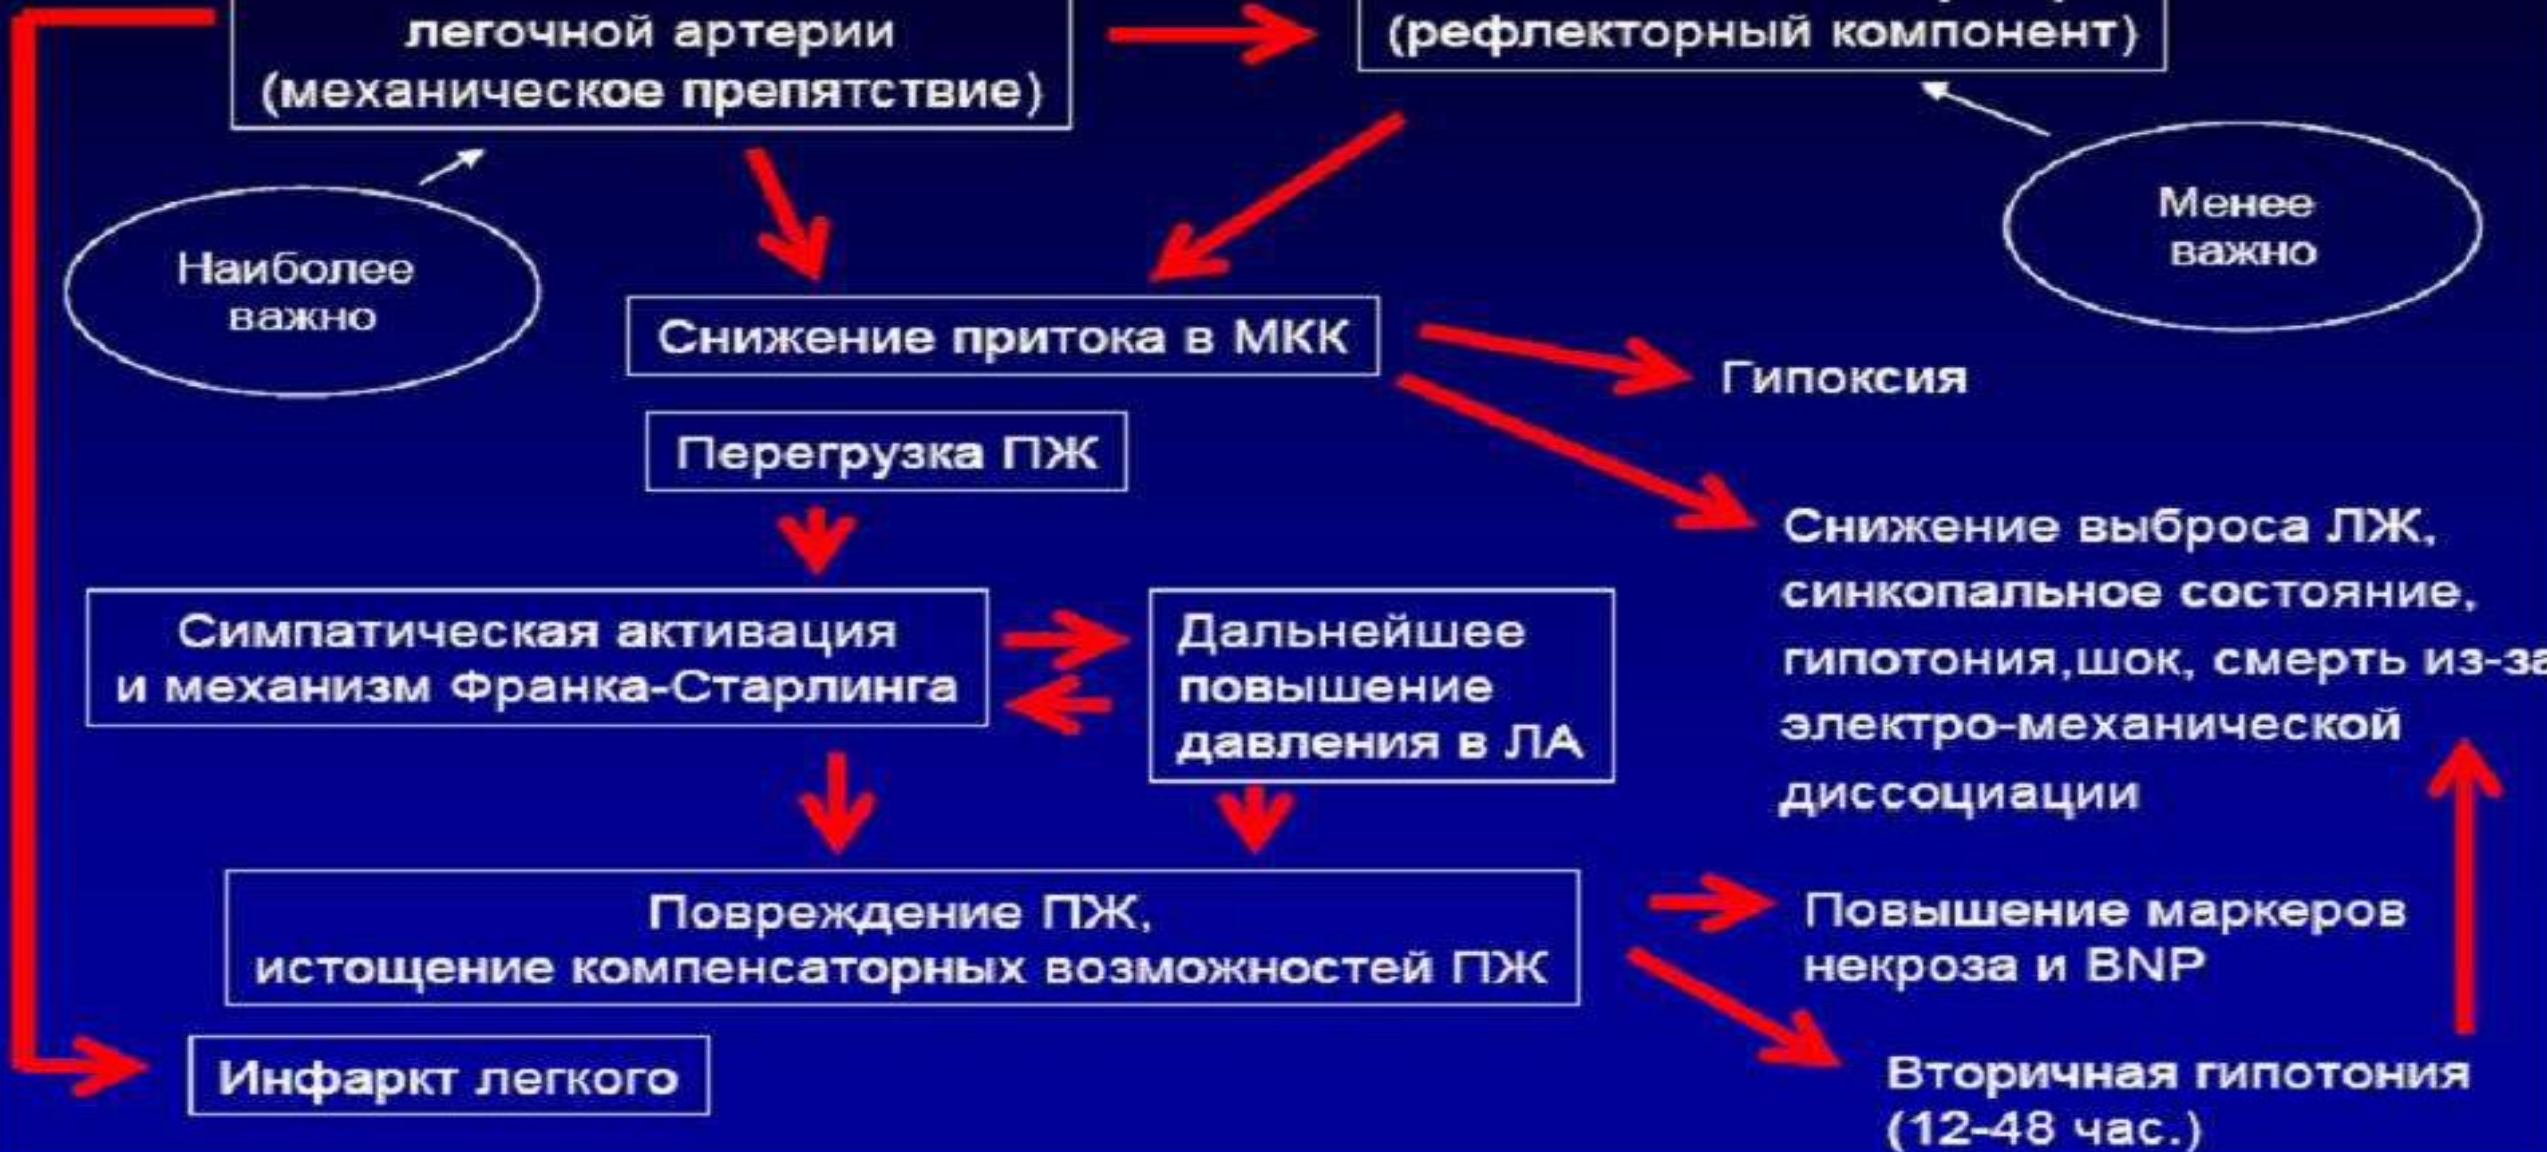 легочной артерии
(механическое препятствие)
(рефлекторный компонент)
Наиболее
важно
Менее
важно
Снижение притока в МКК
Гипоксия
Перегрузка ПЖ
Снижение выброса ЛЖ,
синкопальное состояние,
гипотония,шок, смерть из-за
электро-механической
диссоциации
Симпатическая активация
и механизм Франка-Старлинга
Дальнейшее
повышение
давления в ЛА
Повреждение ПЖ,
истощение компенсаторных возможностей ПЖ
Повышение маркеров
некроза и BNP
Инфаркт легкого
Вторичная гипотония
(12-48 час.)